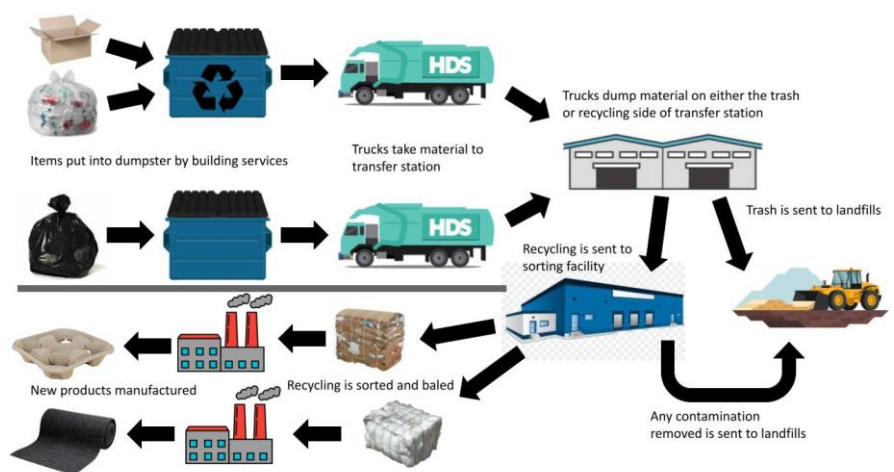 HDS
Trucks dump material on either the trash
or recycling side of transfer station
Items put into dumpster by building services
Trucks take material to
transfer station
HDS
Trash is sent to landfills
Recycling is sent to
sorting facility
New products manufactured
Recycling is sorted and baled
Any contamination
removed is sent to landfills